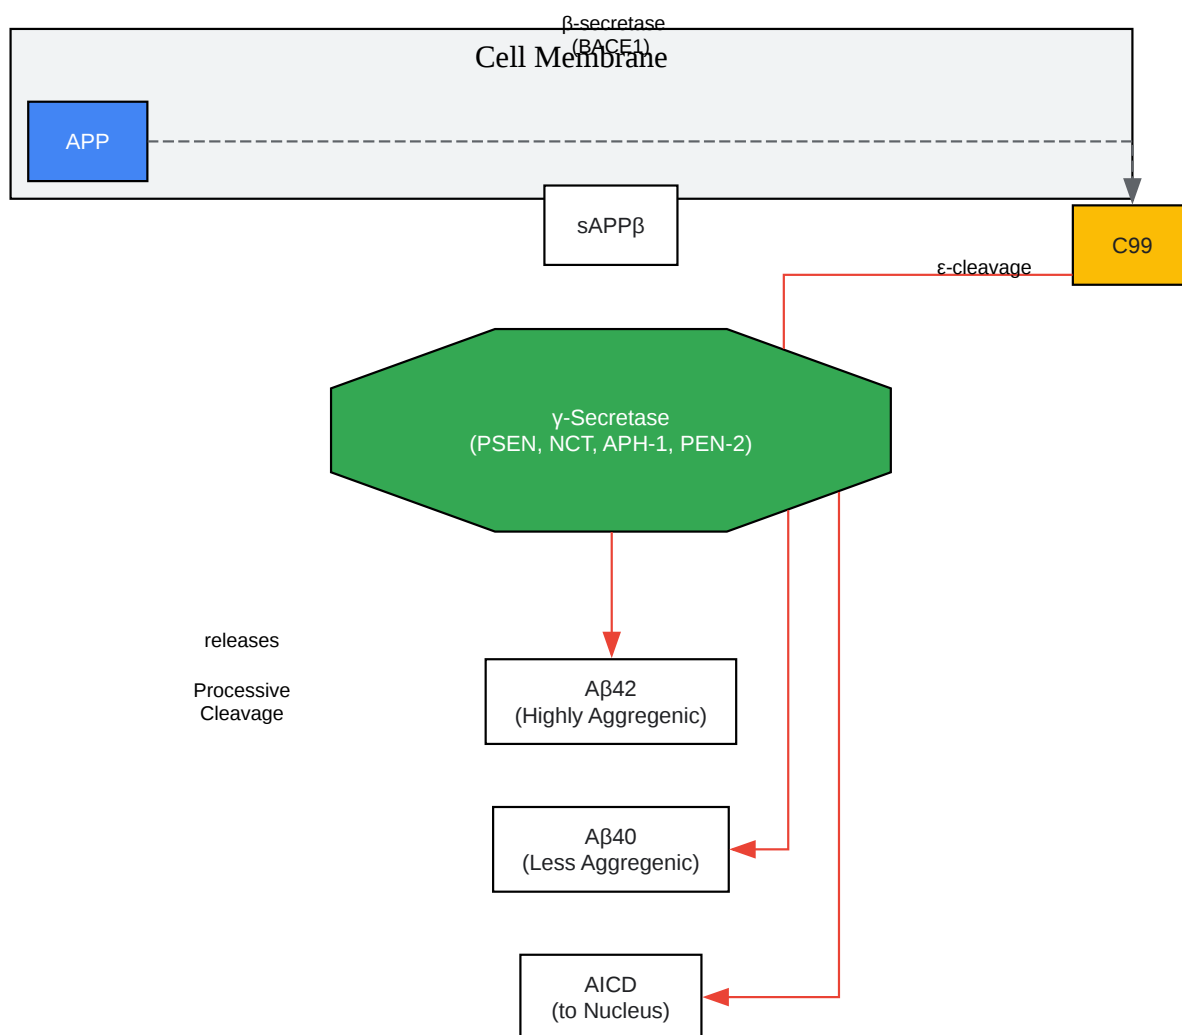 β-secretase
(BACE1)
Cell Membrane
APP
sAPPβ
C99
ε-cleavage
γ-Secretase
(PSEN, NCT, APH-1, PEN-2)
releases
Processive
Cleavage
Aβ42
(Highly Aggregenic)
Aβ40
(Less Aggregenic)
AICD
(to Nucleus)